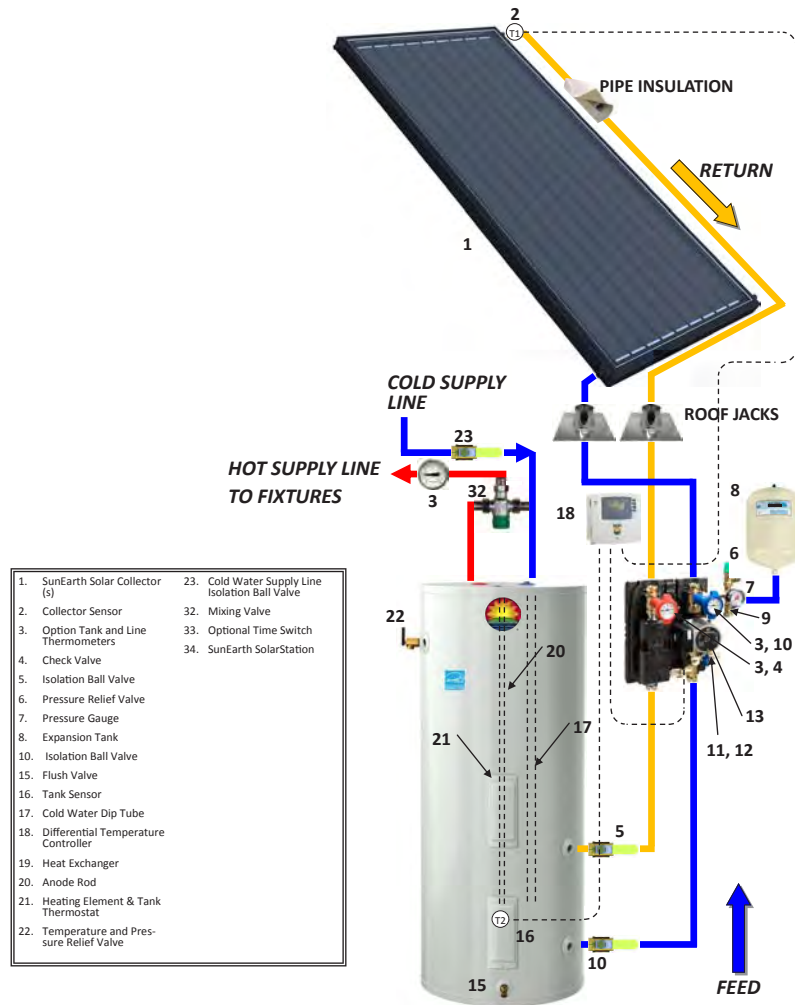 2
T1
PIPE INSULATION
RETURN
1
COLD SUPPLY
LINE
23
ROOF JACKS
HOT SUPPLY LINE
TO FIXTURES
3
32
18
8
6
7
9
22
3, 10
3, 4
13
11, 12
20
17
21
5
T2
16
10
15
FEED
1. SunEarth Solar Collector
(s)
2. Collector Sensor
3. Option Tank and Line
Thermometers
4. Check Valve
5. Isolation Ball Valve
6. Pressure Relief Valve
7. Pressure Gauge
8. Expansion Tank
10. Isolation Ball Valve
15. Flush Valve
16. Tank Sensor
17. Cold Water Dip Tube
18. Differential Temperature
Controller
19. Heat Exchanger
20. Anode Rod
21. Heating Element & Tank
Thermostat
22. Temperature and Pres-
sure Relief Valve
23. Cold Water Supply Line
Isolation Ball Valve
32. Mixing Valve
33. Optional Time Switch
34. SunEarth SolarStation